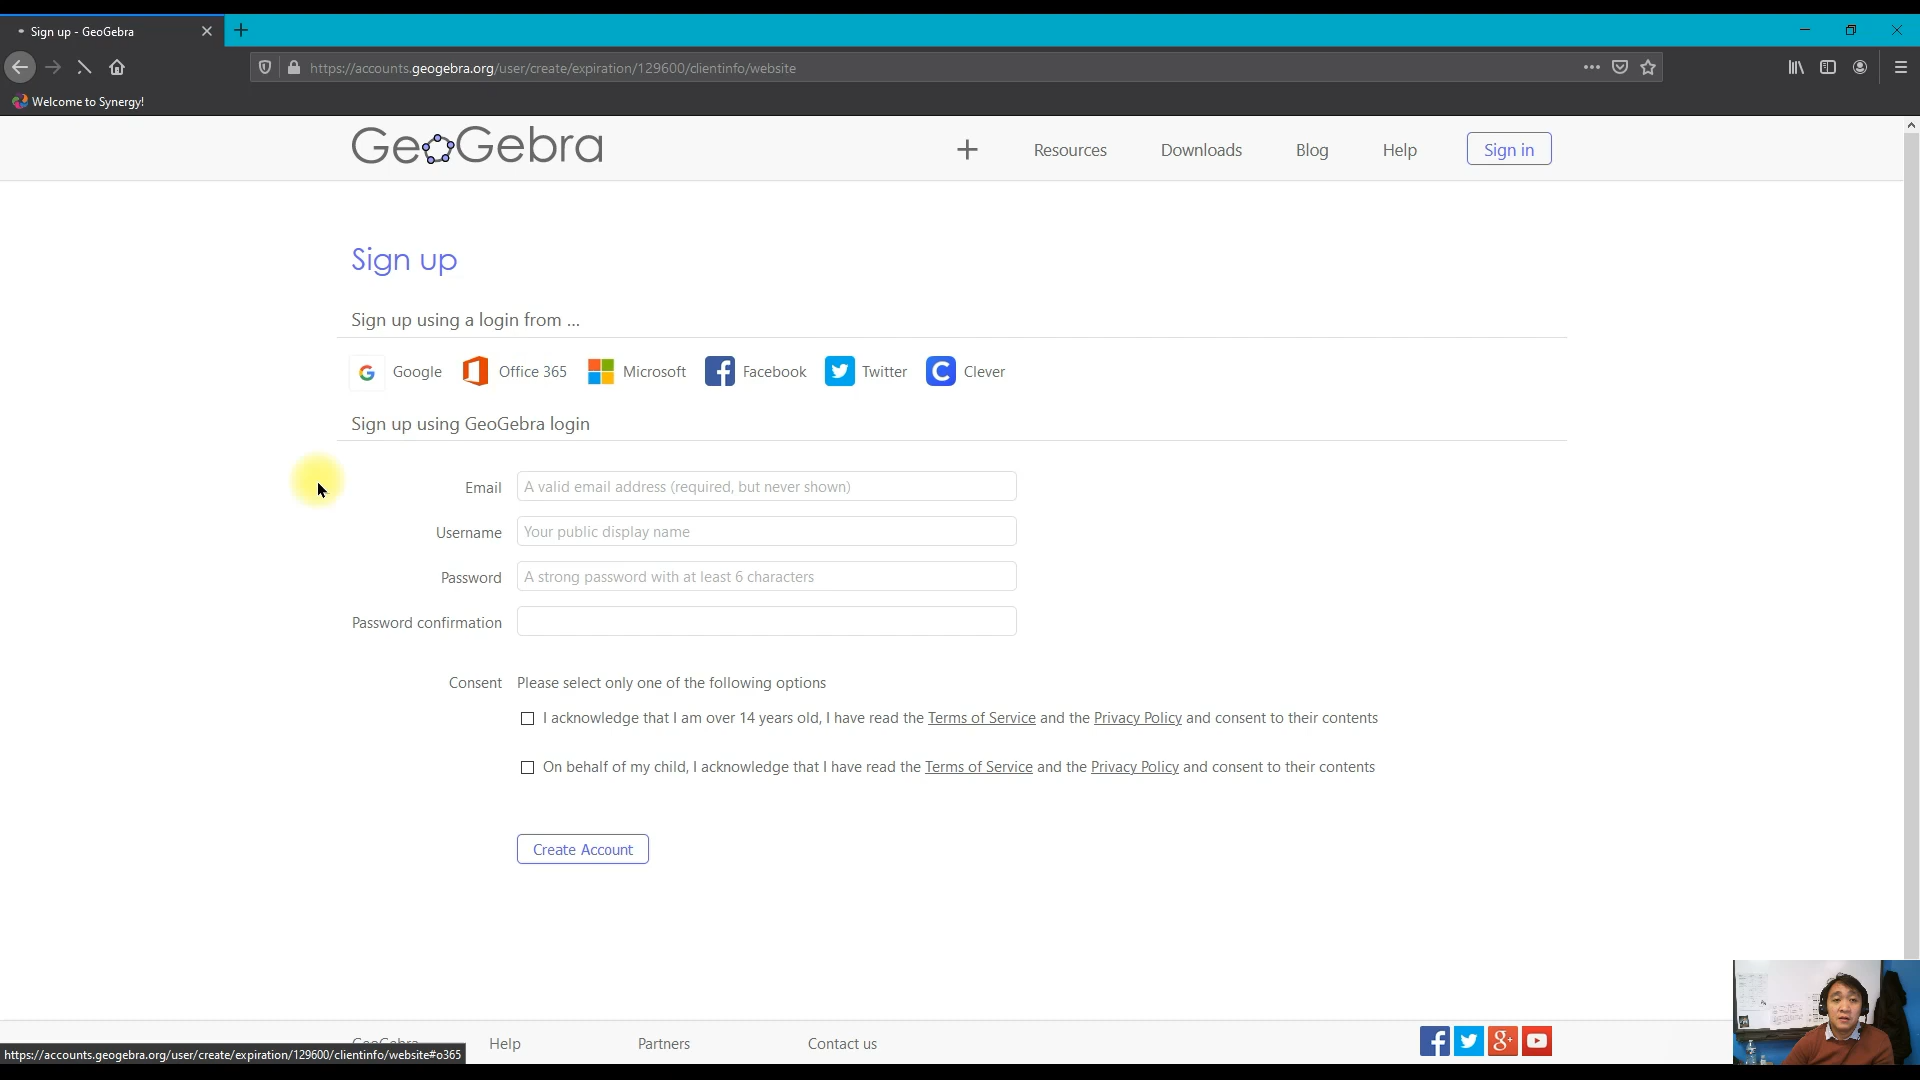 Sign up - GeoGebra
https://accounts.geogebra.org/user/create/expiration/129600/clientinfo/website
Welcome to Synergy!
GeoGebra
Resources
Downloads
Blog
Help
Sign in
Sign up
Sign up using a login from ...
Google
Office 365
Microsoft
Facebook
Twitter
Clever
Sign up using GeoGebra login
Email
A valid email address (required, but never shown)
Username
Your public display name
Password
A strong password with at least 6 characters
Password confirmation
Consent
Please select only one of the following options
I acknowledge that I am over 14 years old, I have read the Terms of Service and the Privacy Policy and consent to their contents
On behalf of my child, I acknowledge that I have read the Terms of Service and the Privacy Policy and consent to their contents
Create Account
GeoGebra
Help
Partners
Contact us
https://accounts.geogebra.org/user/create/expiration/129600/clientinfo/website#o365